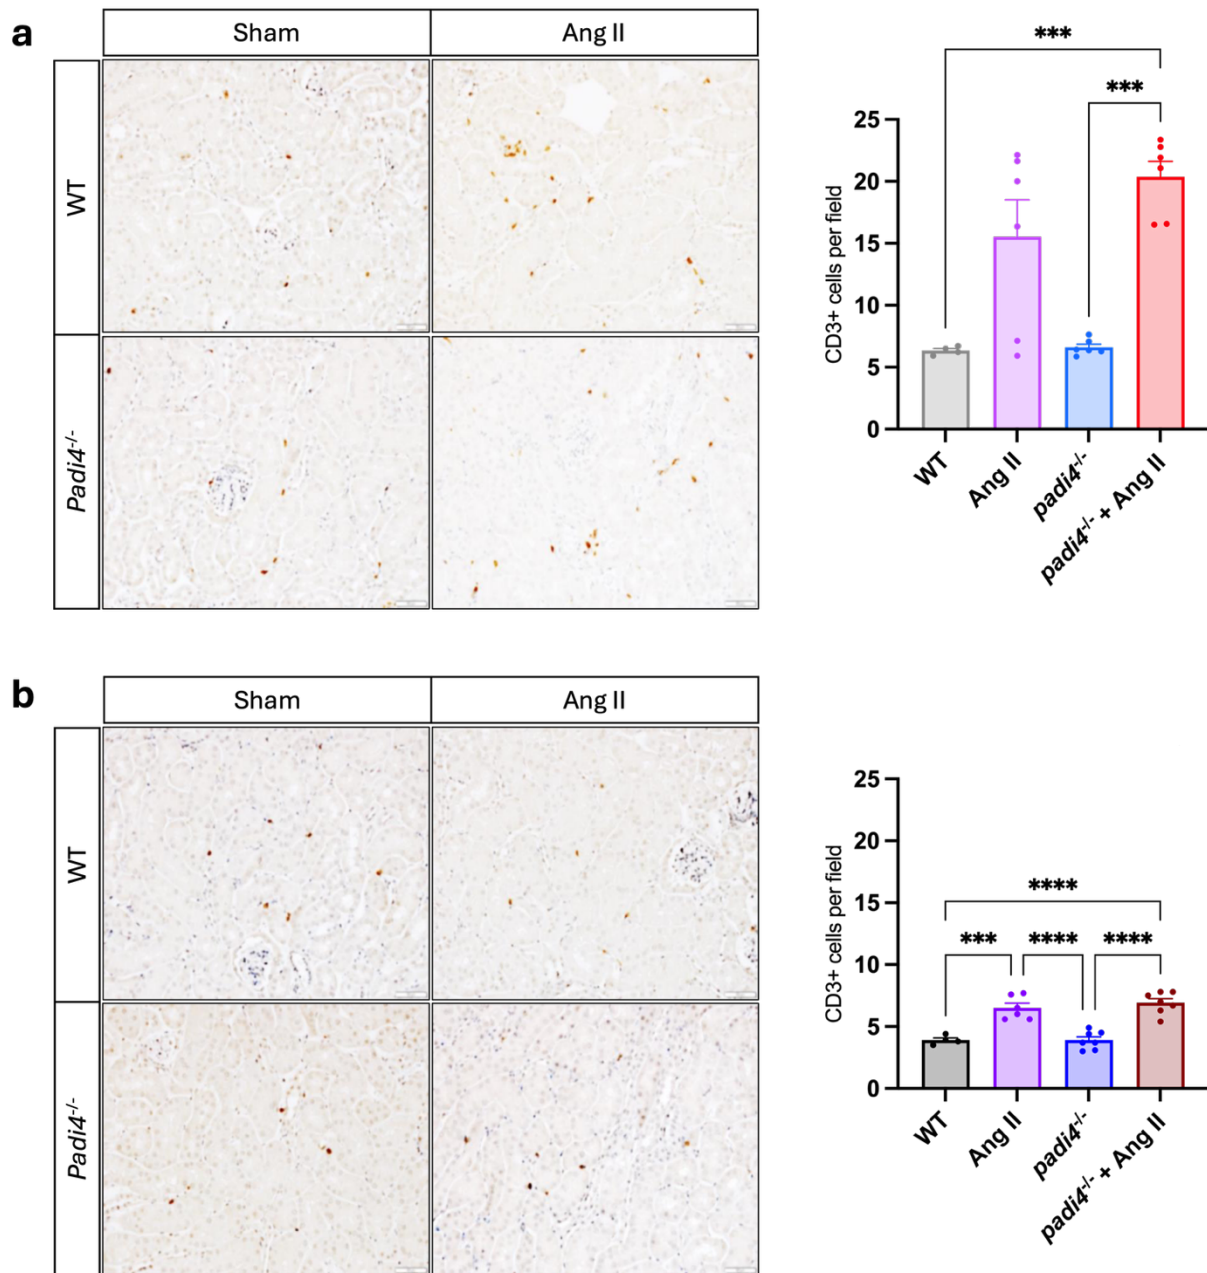 a
Sham Ang II
WT
Padi4-/-
***
***
25
20
15
10
5
0
CD3+ cells per field
WT
Ang II
padi4-/-
padi4-/- + Ang II
b
Sham Ang II
WT
Padi4-/-
25
20
15
10
5
0
CD3+ cells per field
****
*** **** ****
WT
Ang II
padi4-/-
padi4-/- + Ang II